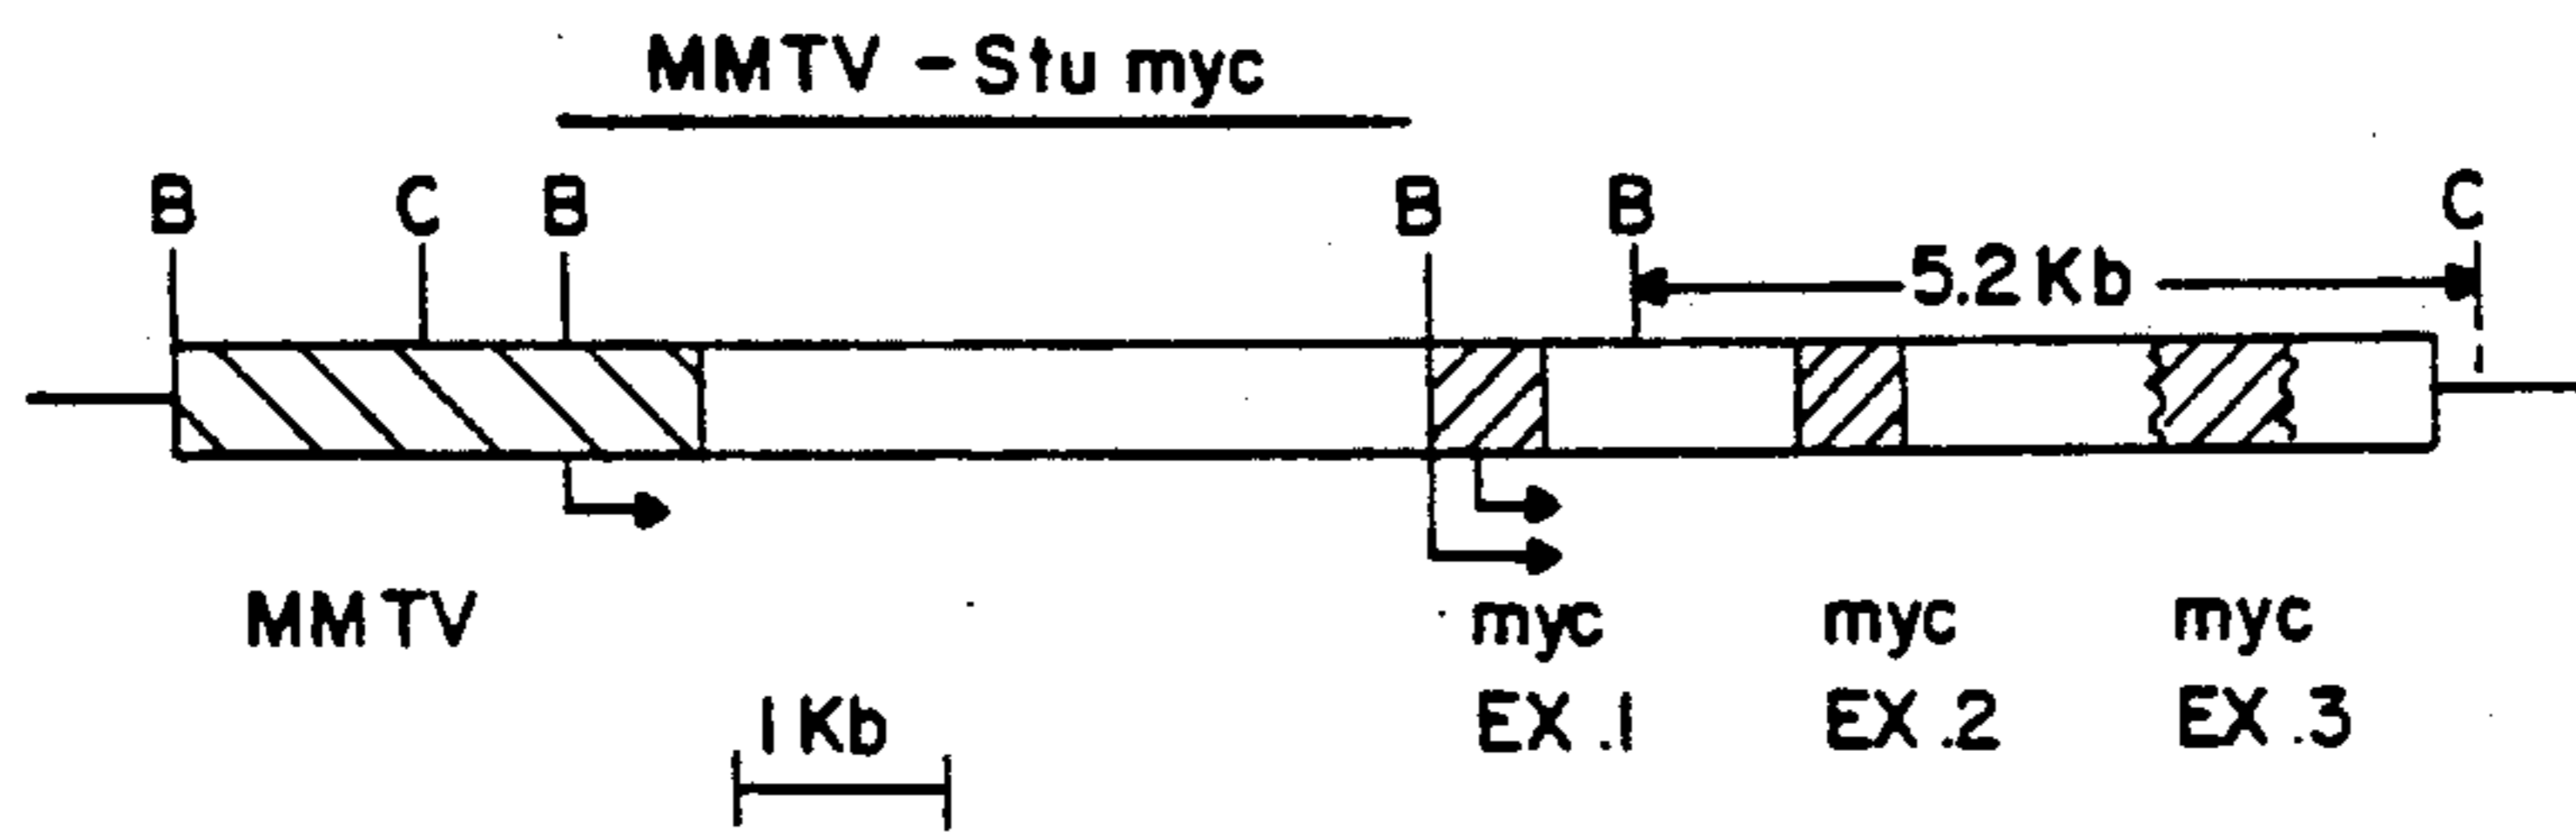 MMTV - Stu myc
B C B B B C
5.2 Kb
MMTV
myc myc myc
EX .1 EX .2 EX .3
1 Kb